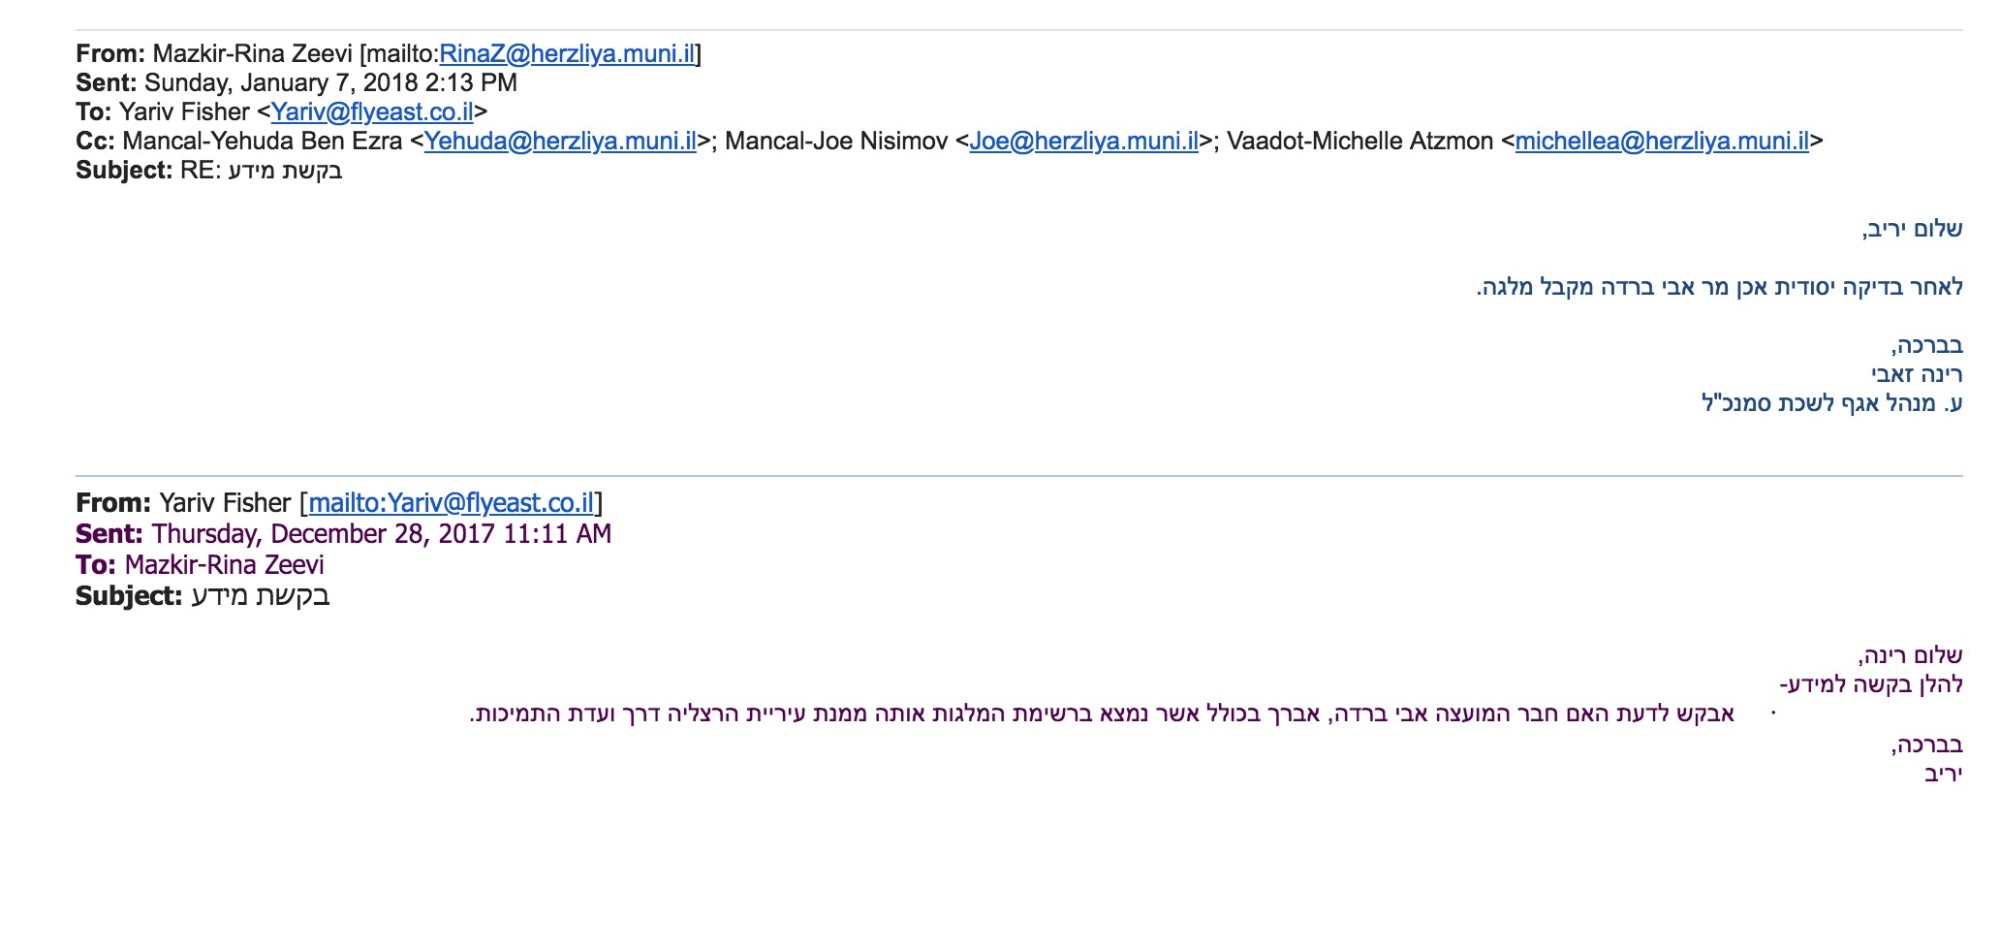 From: Mazkir-Rina Zeevi [mailto:RinaZ@herzliya.muni.il]
Sent: Sunday, January 7, 2018 2:13 PM
To: Yariv Fisher <Yariv@flyeast.co.il>
Cc: Mancal-Yehuda Ben Ezra <Yehuda@herzliya.muni.il>; Mancal-Joe Nisimov <Joe@herzliya.muni.il>; Vaadot-Michelle Atzmon <michellea@herzliya.muni.il>
Subject: RE: בקשת מידע
שלום יריב,
לאחר בדיקה יסודית אכן מר אבי ברדה מקבל מלגה.
בברכה,
רינה זאבי
ע. מנהל אגף לשכת סמנכ"ל
From: Yariv Fisher [mailto:Yariv@flyeast.co.il]
Sent: Thursday, December 28, 2017 11:11 AM
To: Mazkir-Rina Zeevi
Subject: בקשת מידע
שלום רינה,
להלן בקשה למידע-
· אבקש לדעת האם חבר המועצה אבי ברדה, אברך בכולל אשר נמצא ברשימת המלגות אותה ממנת עיריית הרצליה דרך ועדת התמיכות.
בברכה,
יריב